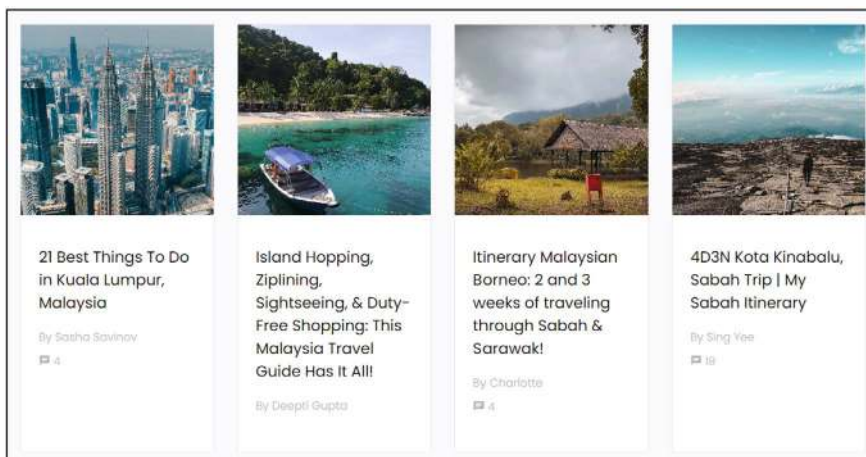 21 Best Things To Do
in Kuala Lumpur,
Malaysia
By Sasha Savinov
4
Island Hopping,
Ziplining,
Sightseeing, & Duty-
Free Shopping: This
Malaysia Travel
Guide Has It All!
By Deepti Gupta
Itinerary Malaysian
Borneo: 2 and 3
weeks of traveling
through Sabah &
Sarawak!
By Charlotte
4
4D3N Kota Kinabalu,
Sabah Trip | My
Sabah Itinerary
By Sing Yee
19